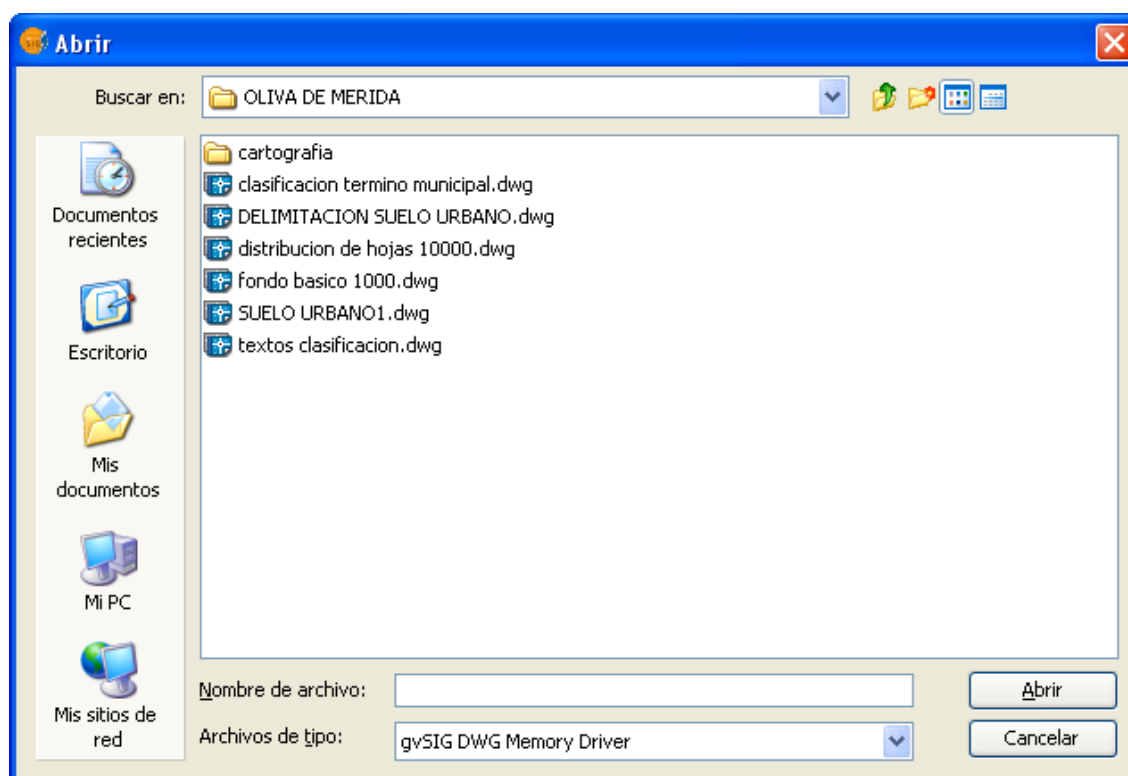 Abrir
Buscar en:
OLIVA DE MERIDA
Documentos
recientes
Escritorio
Mis
documentos
Mi PC
Mis sitios de
red
cartografia
clasificacion termino municipal.dwg
DELIMITACION SUELO URBANO.dwg
distribucion de hojas 10000.dwg
fondo basico 1000.dwg
SUELO URBANO1.dwg
textos clasificacion.dwg
Nombre de archivo:
Abrir
Archivos de tipo:
gvSIG DWG Memory Driver
Cancelar